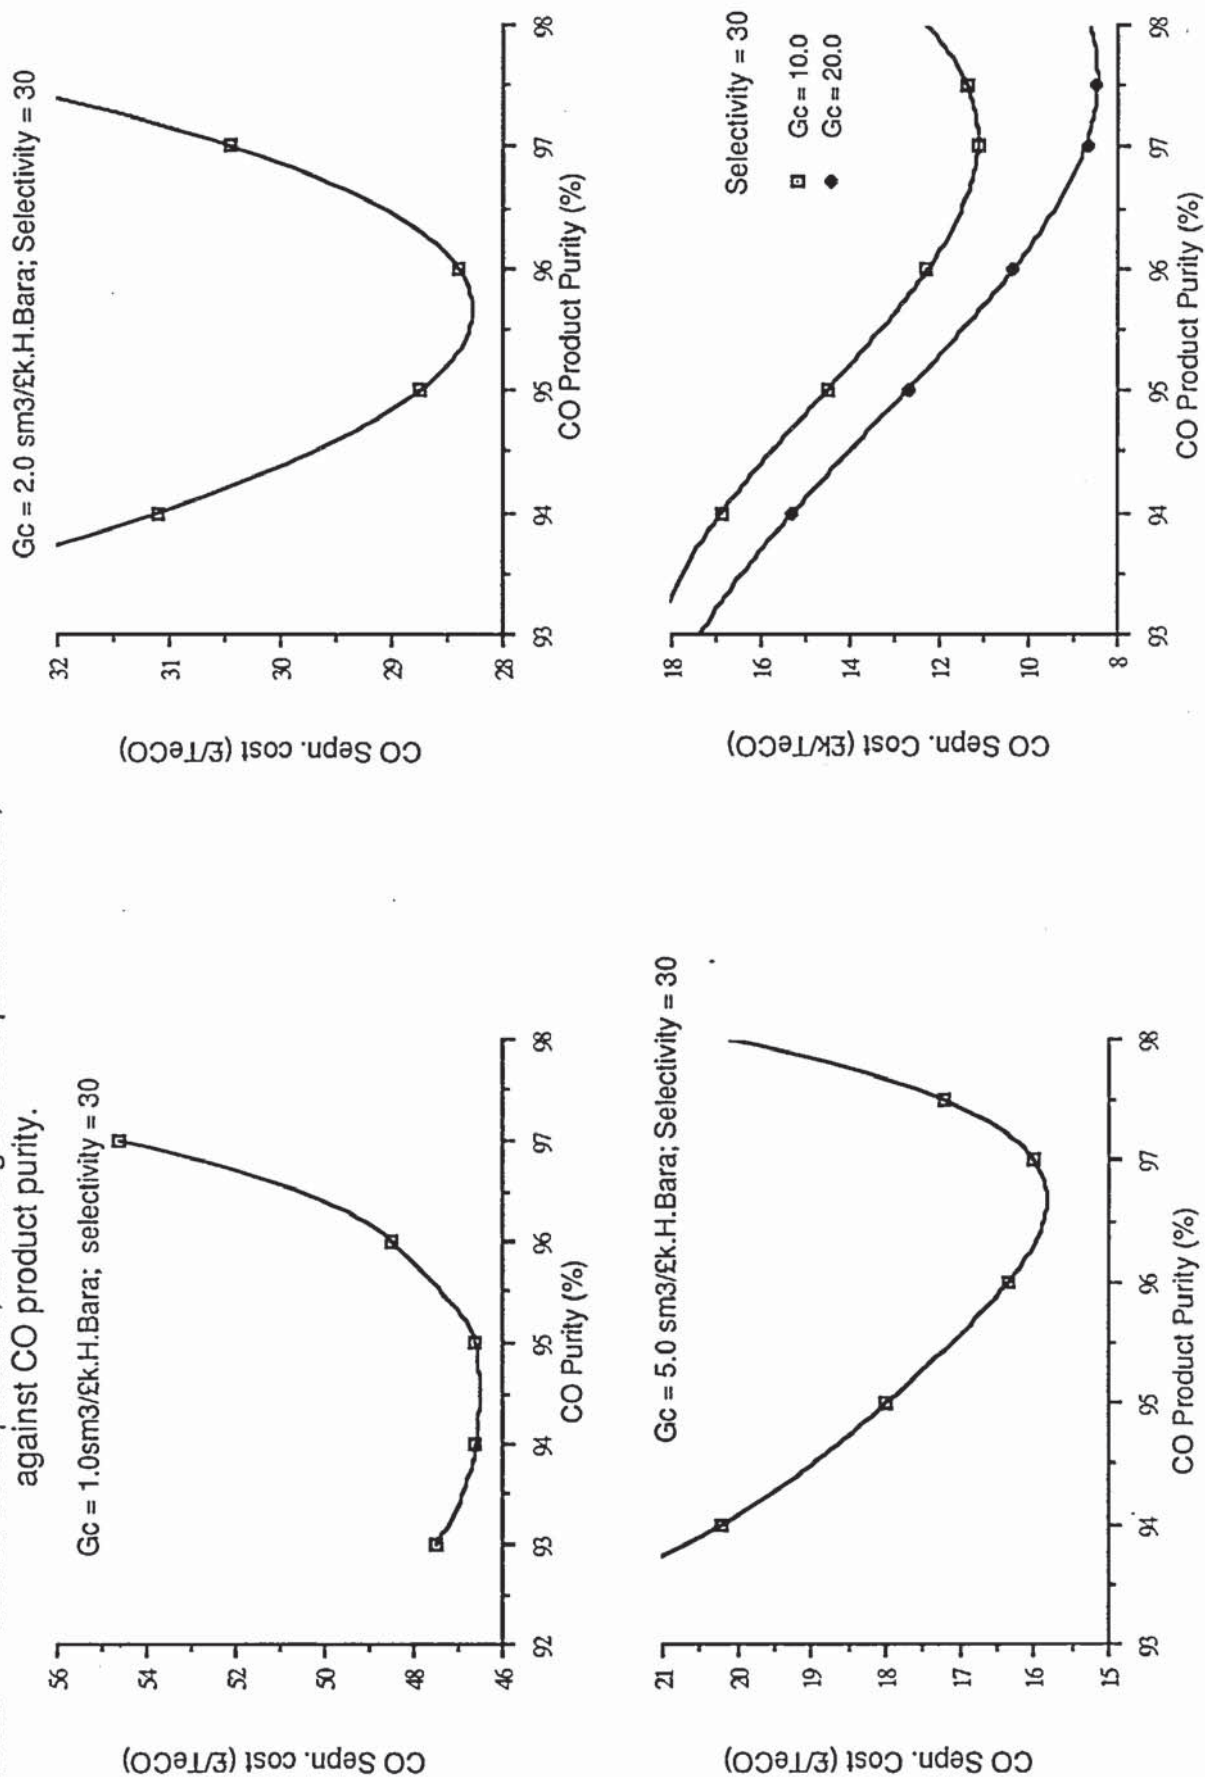 against CO product purity.
Gc = 1.0sm3/£k.H.Bara; selectivity = 30
CO Sepn. cost (£/TeCO)
56
54
52
50
48
46
92 93 94 95 96 97 98
CO Purity (%)
Gc = 2.0 sm3/£k.H.Bara; Selectivity = 30
CO Sepn. cost (£/TeCO)
32
31
30
29
28
93 94 95 96 97 98
CO Product Purity (%)
Gc = 5.0 sm3/£k.H.Bara; Selectivity = 30
CO Sepn. Cost (£/TeCO)
21
20
19
18
17
16
15
93 94 95 96 97 98
CO Product Purity (%)
Selectivity = 30
Gc = 10.0
Gc = 20.0
CO Sepn. Cost (£k/TeCO)
18
16
14
12
10
8
93 94 95 96 97 98
CO Product Purity (%)